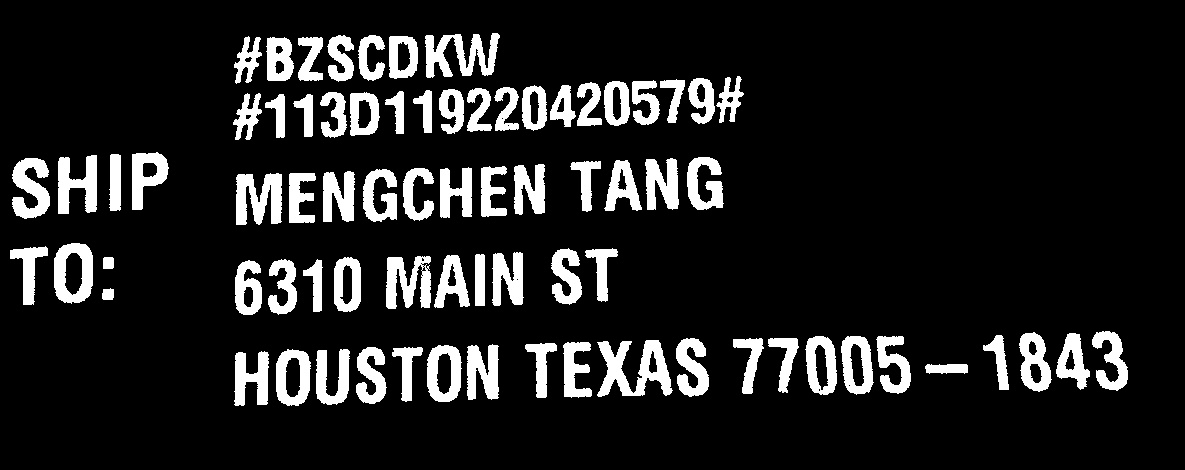 #BZSCDKW
#113D119220420579#
SHIP MENGCHEN TANG
TO: 6310 MAIN ST
HOUSTON TEXAS 77005-1843